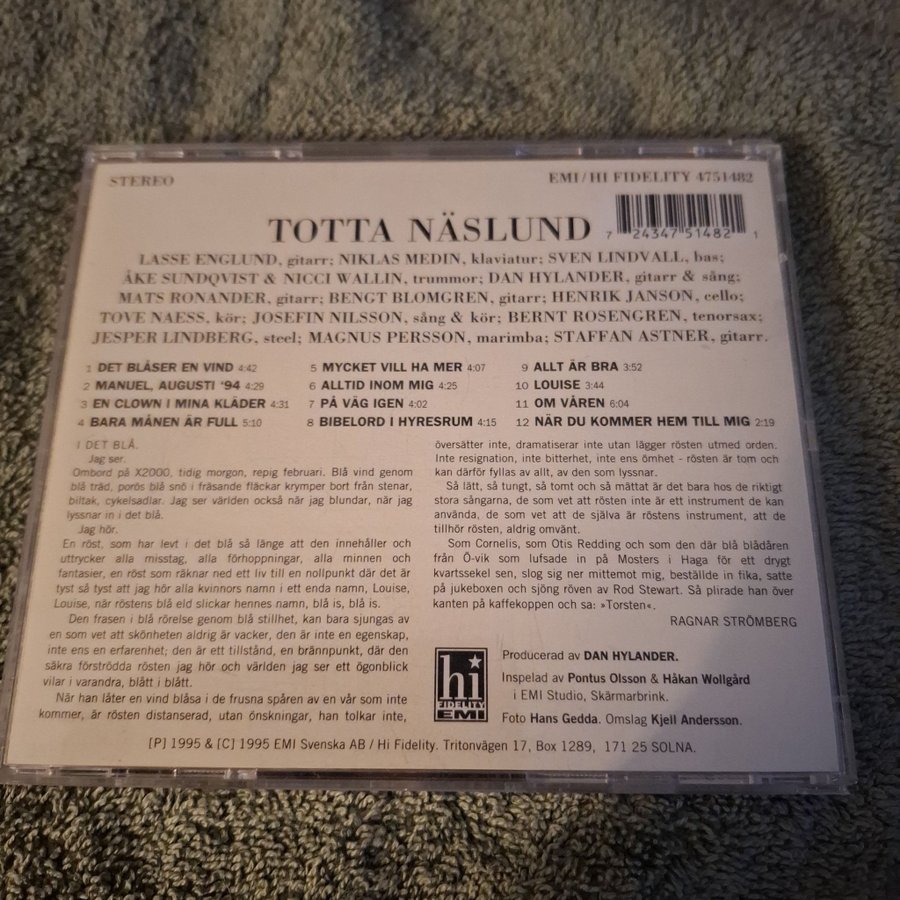 STEREO
EMI/HI FIDELITY 4751482
7 24347 51482 1
TOTTA NÄSLUND
LASSE ENGLUND, gitarr; NIKLAS MEDIN, klaviatur; SVEN LINDVALL, bas;
ÅKE SUNDQVIST & NICCI WALLIN, trummor; DAN HYLANDER, gitarr & sång;
MATS RONANDER, gitarr; BENGT BLOMGREN, gitarr; HENRIK JANSON, cello;
TOVE NAESS, kör; JOSEFIN NILSSON, sång & kör; BERNT ROSENGREN, tenorsax;
JESPER LINDBERG, steel; MAGNUS PERSSON, marimba; STAFFAN ASTNER, gitarr.
1 DET BLÅSER EN VIND 4:42
2 MANUEL, AUGUSTI '94 4:29
3 EN CLOWN I MINA KLÄDER 4:31
4 BARA MÅNEN ÄR FULL 5:10
5 MYCKET VILL HA MER 4:07
6 ALLTID INOM MIG 4:25
7 PÅ VÄG IGEN 4:02
8 BIBELORD I HYRESRUM 4:15
9 ALLT ÄR BRA 3:52
10 LOUISE 3:44
11 OM VÅREN 6:04
12 NÄR DU KOMMER HEM TILL MIG 2:19
I DET BLÅ.
Jag ser.
Ombord på X2000, tidig morgon, repig februari. Blå vind genom
blå träd, porös blå snö i fräsande fläckar krymper bort från stenar,
biltak, cykelsadlar. Jag ser världen också när jag blundar, när jag
lyssnar in i det blå.
Jag hör.
En röst, som har levt i det blå så länge att den innehåller och
uttrycker alla misstag, alla förhoppningar, alla minnen och
fantasier, en röst som räknar ned ett liv till en nollpunkt där det är
tyst så tyst att jag hör alla kvinnors namn i ett enda namn, Louise,
Louise, när röstens blå eld slickar hennes namn, blå is, blå is.
Den frasen i blå rörelse genom blå stillhet, kan bara sjungas av
en som vet att skönheten aldrig är vacker, den är inte en egenskap,
inte ens en erfarenhet; den är ett tillstånd, en brännpunkt, där den
säkra förströdda rösten jag hör och världen jag ser ett ögonblick
vilar i varandra, blått i blått.
När han låter en vind blåsa i de frusna spåren av en vår som inte
kommer, är rösten distanserad, utan önskningar, han tolkar inte,
översätter inte, dramatiserar inte utan lägger rösten utmed orden.
Inte resignation, inte bitterhet, inte ens ömhet - rösten är tom och
kan därför fyllas av allt, av den som lyssnar.
Så lätt, så tungt, så tomt och så mättat är det bara hos de riktigt
stora sångarna, de som vet att rösten inte är ett instrument de kan
använda, de som vet att de själva är röstens instrument, att de
tillhör rösten, aldrig omvänt.
Som Cornelis, som Otis Redding och som den där blå blådåren
från Ö-vik som lufsade in på Mosters i Haga för ett drygt
kvartssekel sen, slog sig ner mittemot mig, beställde in fika, satte
på jukeboxen och sjöng röven av Rod Stewart. Så plirade han över
kanten på kaffekoppen och sa: »Torsten«.
RAGNAR STRÖMBERG
hi
FIDELITY
EMI
Producerad av DAN HYLANDER.
Inspelad av Pontus Olsson & Håkan Wollgård
i EMI Studio, Skärmarbrink.
Foto Hans Gedda. Omslag Kjell Andersson.
[P] 1995 & [C] 1995 EMI Svenska AB / Hi Fidelity. Tritonvägen 17, Box 1289, 171 25 SOLNA.